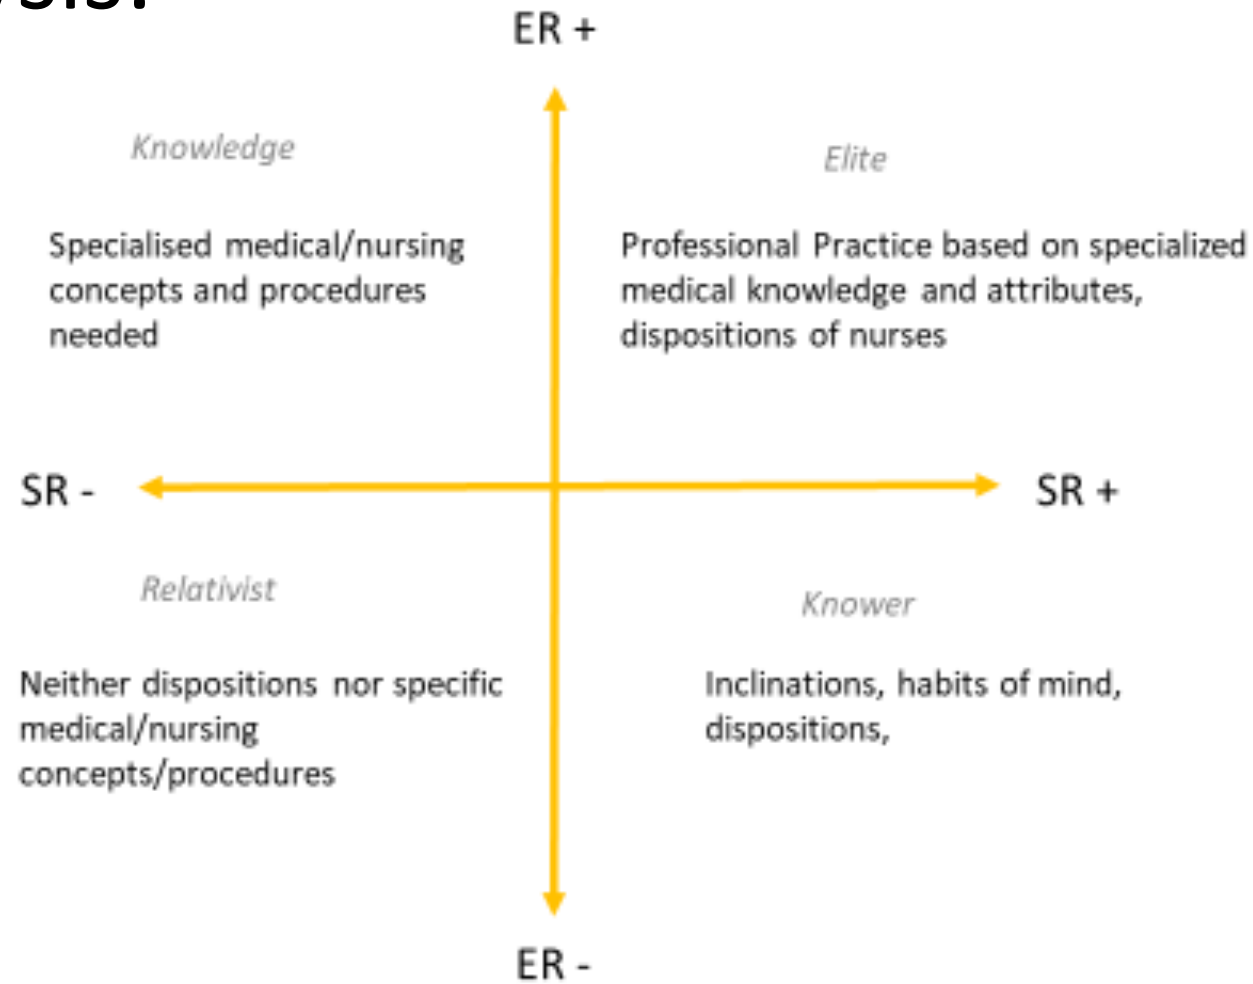 ER +
Knowledge
Elite
Specialised medical/nursing
concepts and procedures
needed
Professional Practice based on specialized
medical knowledge and attributes,
dispositions of nurses
SR -
SR +
Relativist
Knower
Neither dispositions nor specific
medical/nursing
concepts/procedures
Inclinations, habits of mind,
dispositions,
ER -